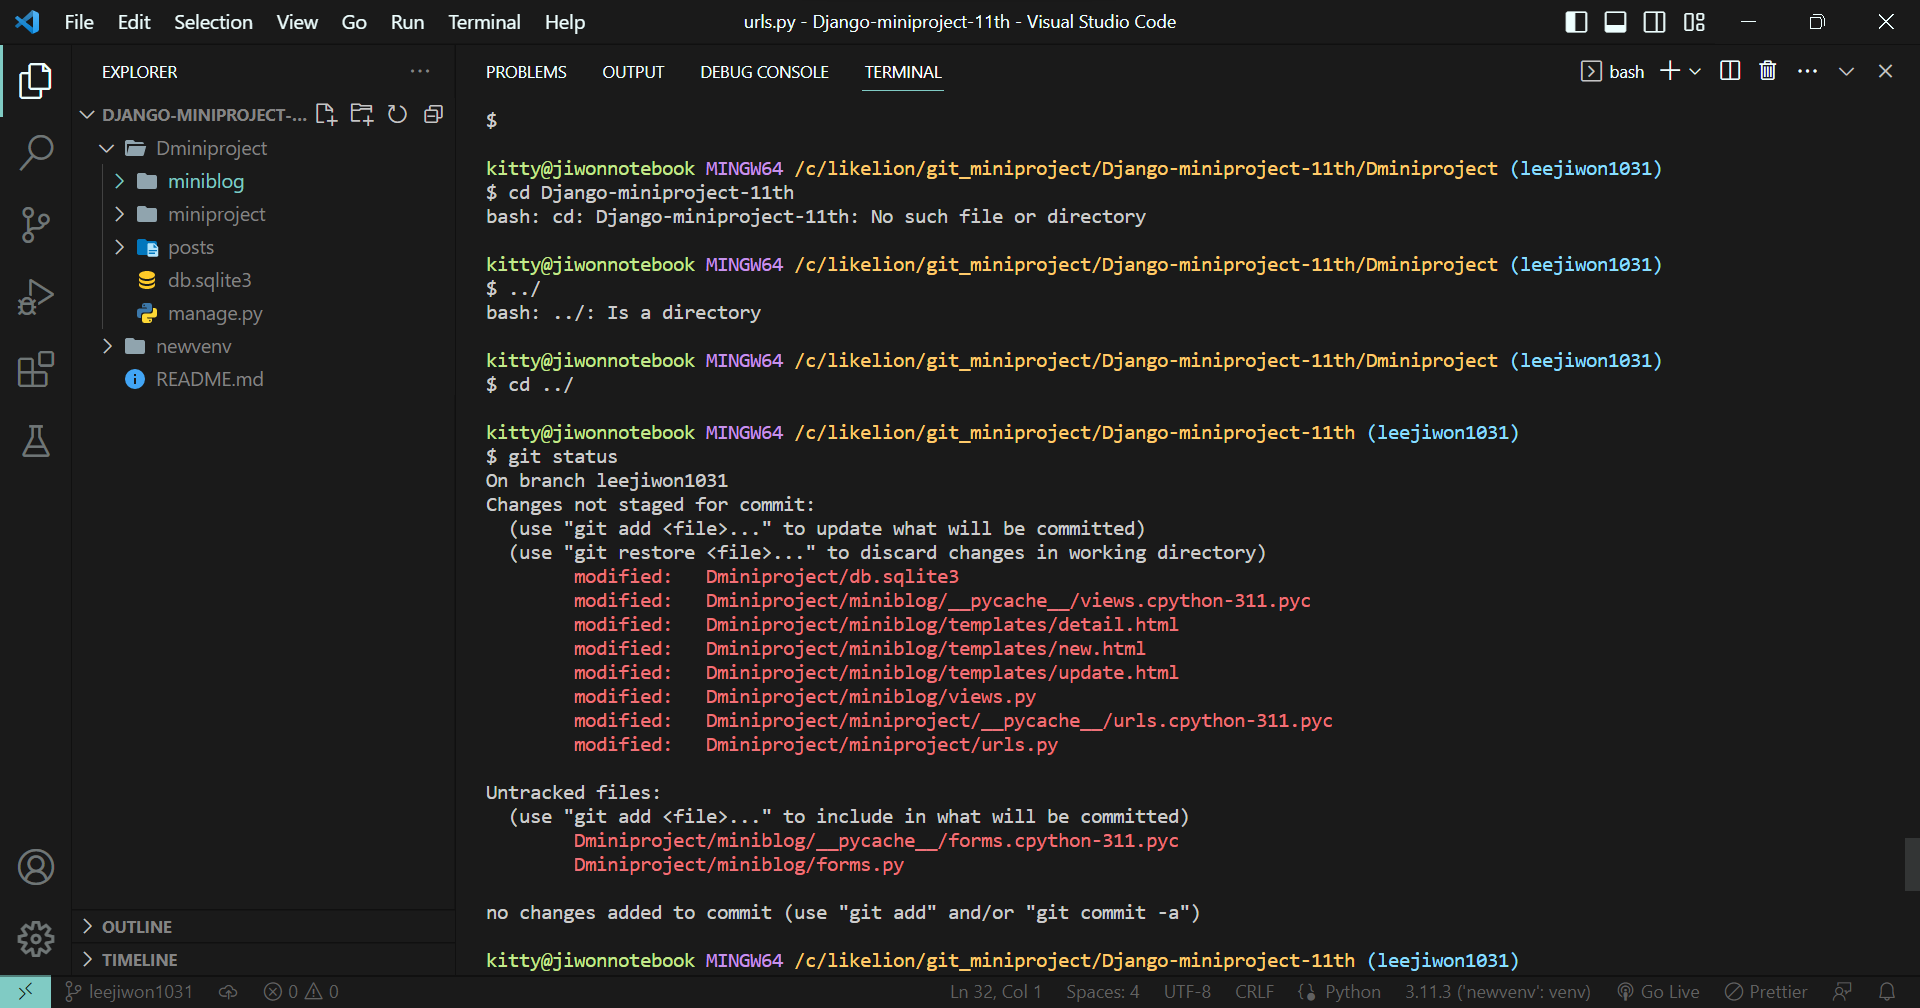 File Edit Selection View Go Run Terminal Help
urls.py - Django-miniproject-11th - Visual Studio Code
EXPLORER
DJANGO-MINIPROJECT-...
Dminiproject
miniblog
miniproject
posts
db.sqlite3
manage.py
newvenv
README.md
OUTLINE
TIMELINE
PROBLEMS OUTPUT DEBUG CONSOLE TERMINAL
bash
$
kitty@jiwonnotebook MINGW64 /c/likelion/git_miniproject/Django-miniproject-11th/Dminiproject (leejiwon1031)
$ cd Django-miniproject-11th
bash: cd: Django-miniproject-11th: No such file or directory
kitty@jiwonnotebook MINGW64 /c/likelion/git_miniproject/Django-miniproject-11th/Dminiproject (leejiwon1031)
$ ../
bash: ../: Is a directory
kitty@jiwonnotebook MINGW64 /c/likelion/git_miniproject/Django-miniproject-11th/Dminiproject (leejiwon1031)
$ cd ../
kitty@jiwonnotebook MINGW64 /c/likelion/git_miniproject/Django-miniproject-11th (leejiwon1031)
$ git status
On branch leejiwon1031
Changes not staged for commit:
(use "git add <file>..." to update what will be committed)
(use "git restore <file>..." to discard changes in working directory)
modified: Dminiproject/db.sqlite3
modified: Dminiproject/miniblog/__pycache__/views.cpython-311.pyc
modified: Dminiproject/miniblog/templates/detail.html
modified: Dminiproject/miniblog/templates/new.html
modified: Dminiproject/miniblog/templates/update.html
modified: Dminiproject/miniblog/views.py
modified: Dminiproject/miniproject/__pycache__/urls.cpython-311.pyc
modified: Dminiproject/miniproject/urls.py
Untracked files:
(use "git add <file>..." to include in what will be committed)
Dminiproject/miniblog/__pycache__/forms.cpython-311.pyc
Dminiproject/miniblog/forms.py
no changes added to commit (use "git add" and/or "git commit -a")
kitty@jiwonnotebook MINGW64 /c/likelion/git_miniproject/Django-miniproject-11th (leejiwon1031)
leejiwon1031 0 0 Ln 32, Col 1 Spaces: 4 UTF-8 CRLF Python 3.11.3 ('newvenv': venv) Go Live Prettier